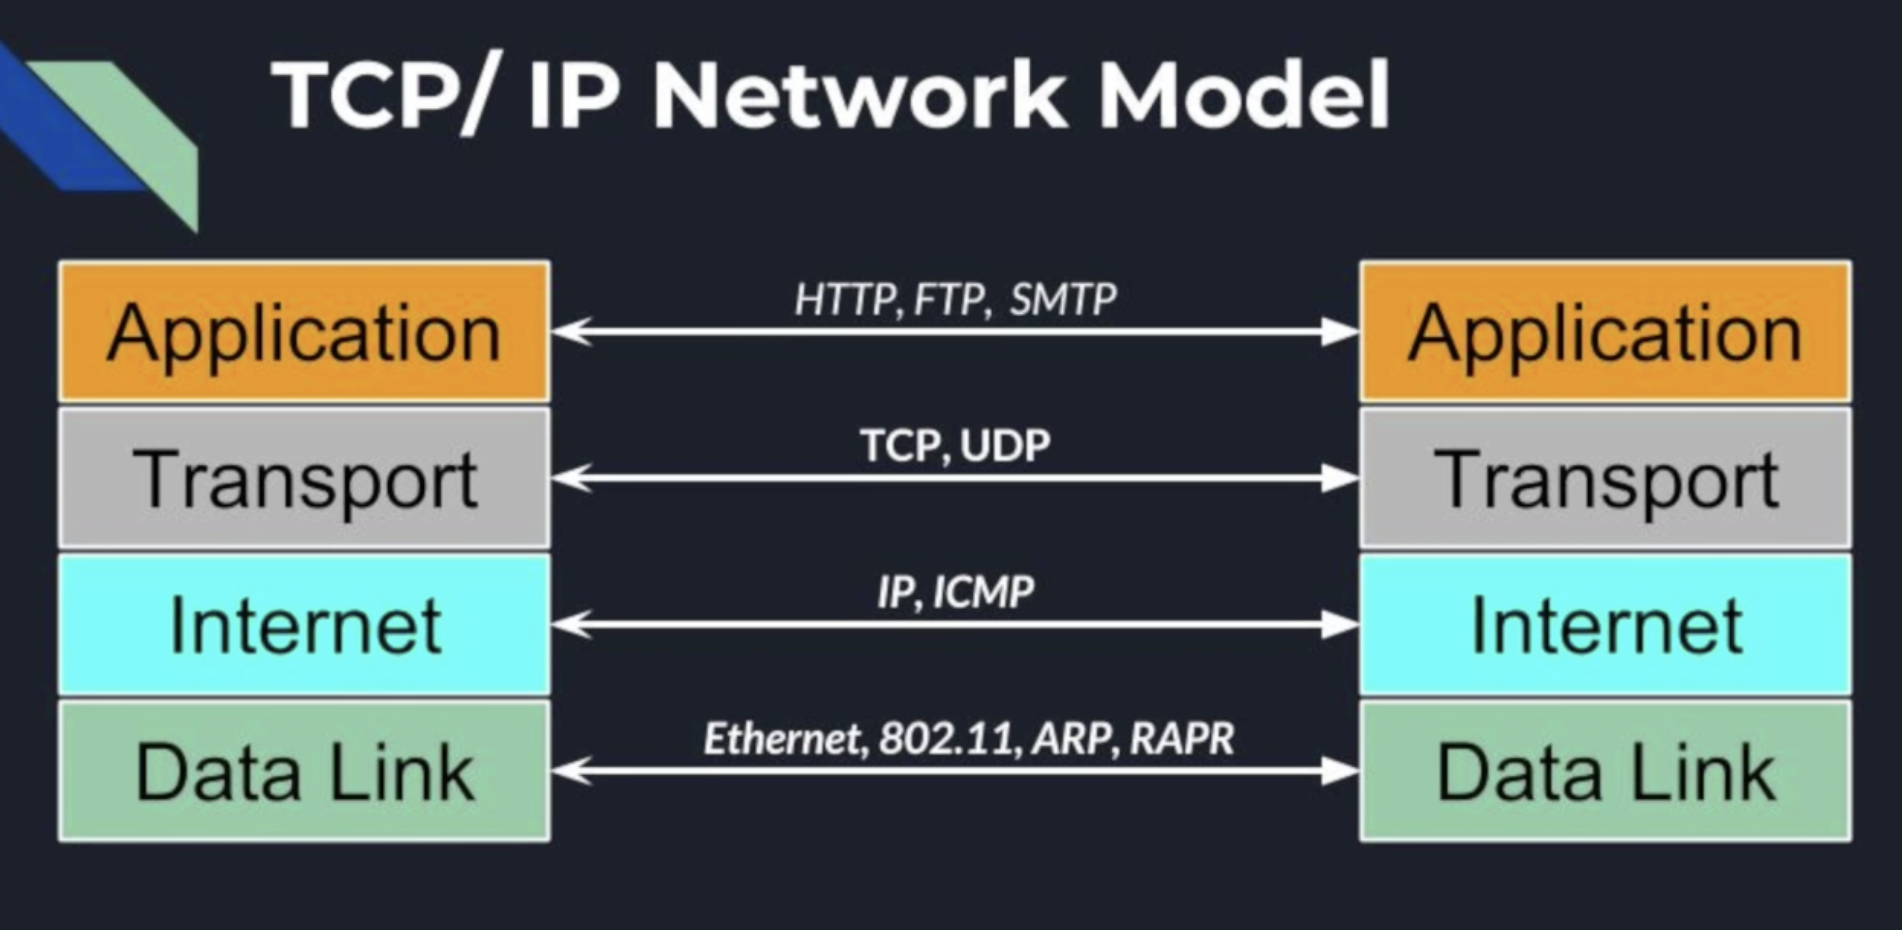 TCP/ IP Network Model
Application
HTTP, FTP, SMTP
Application
Transport
TCP, UDP
Transport
Internet
IP, ICMP
Internet
Data Link
Ethernet, 802.11, ARP, RAPR
Data Link